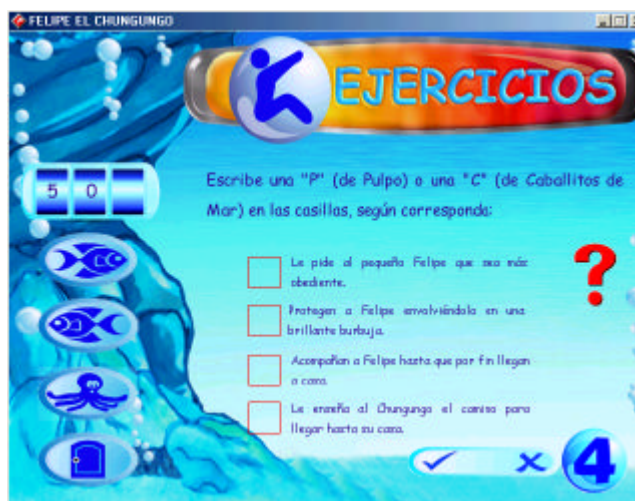 FELIPE EL CHUNGUNGO
EJERCICIOS
5 0
Escribe una "P" (de Pulpo) o una "C" (de Caballitos de
Mar) en las casillas, según corresponda:
Le pide al pequeño Felipe que sea más
obediente.
Protegen a Felipe envolviéndolo en una
brillante burbuja.
Acompañan a Felipe hasta que por fin llegan
a casa.
Le enseña al Chungungo el camino para
llegar hasta su casa.
?
4